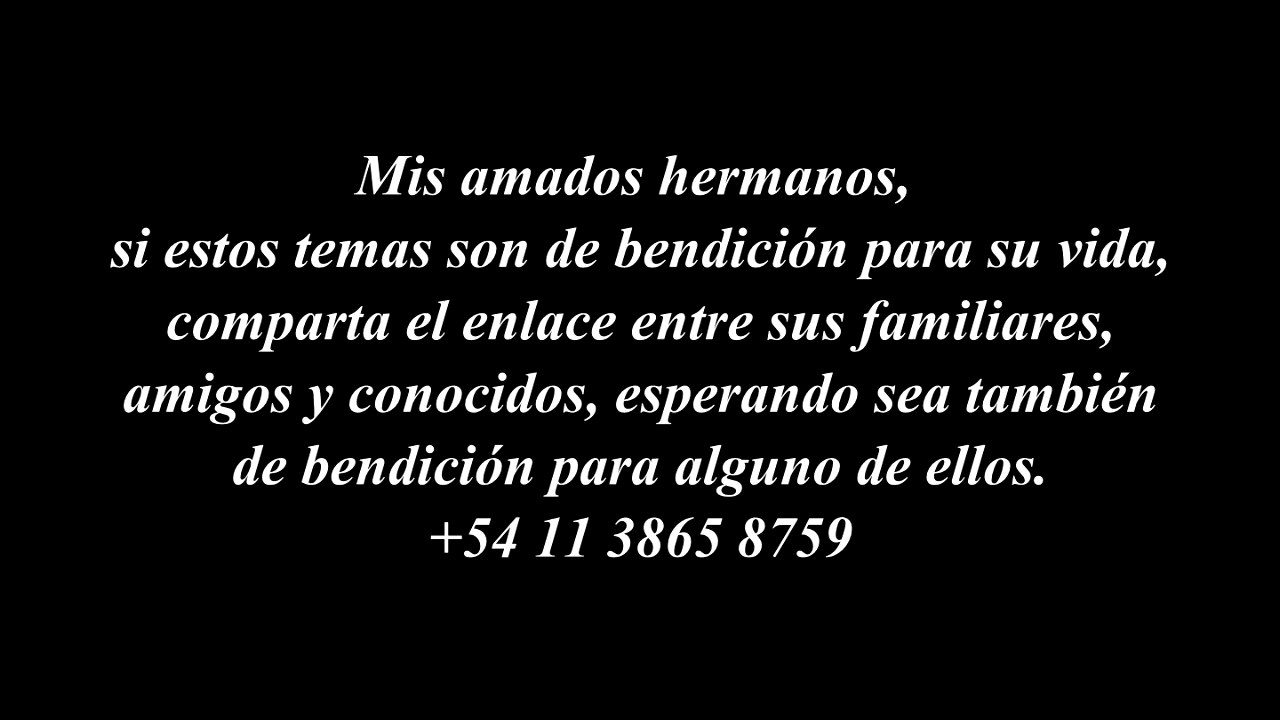 Mis amados hermanos,
si estos temas son de bendición para su vida,
comparta el enlace entre sus familiares,
amigos y conocidos, esperando sea también
de bendición para alguno de ellos.
+54 11 3865 8759